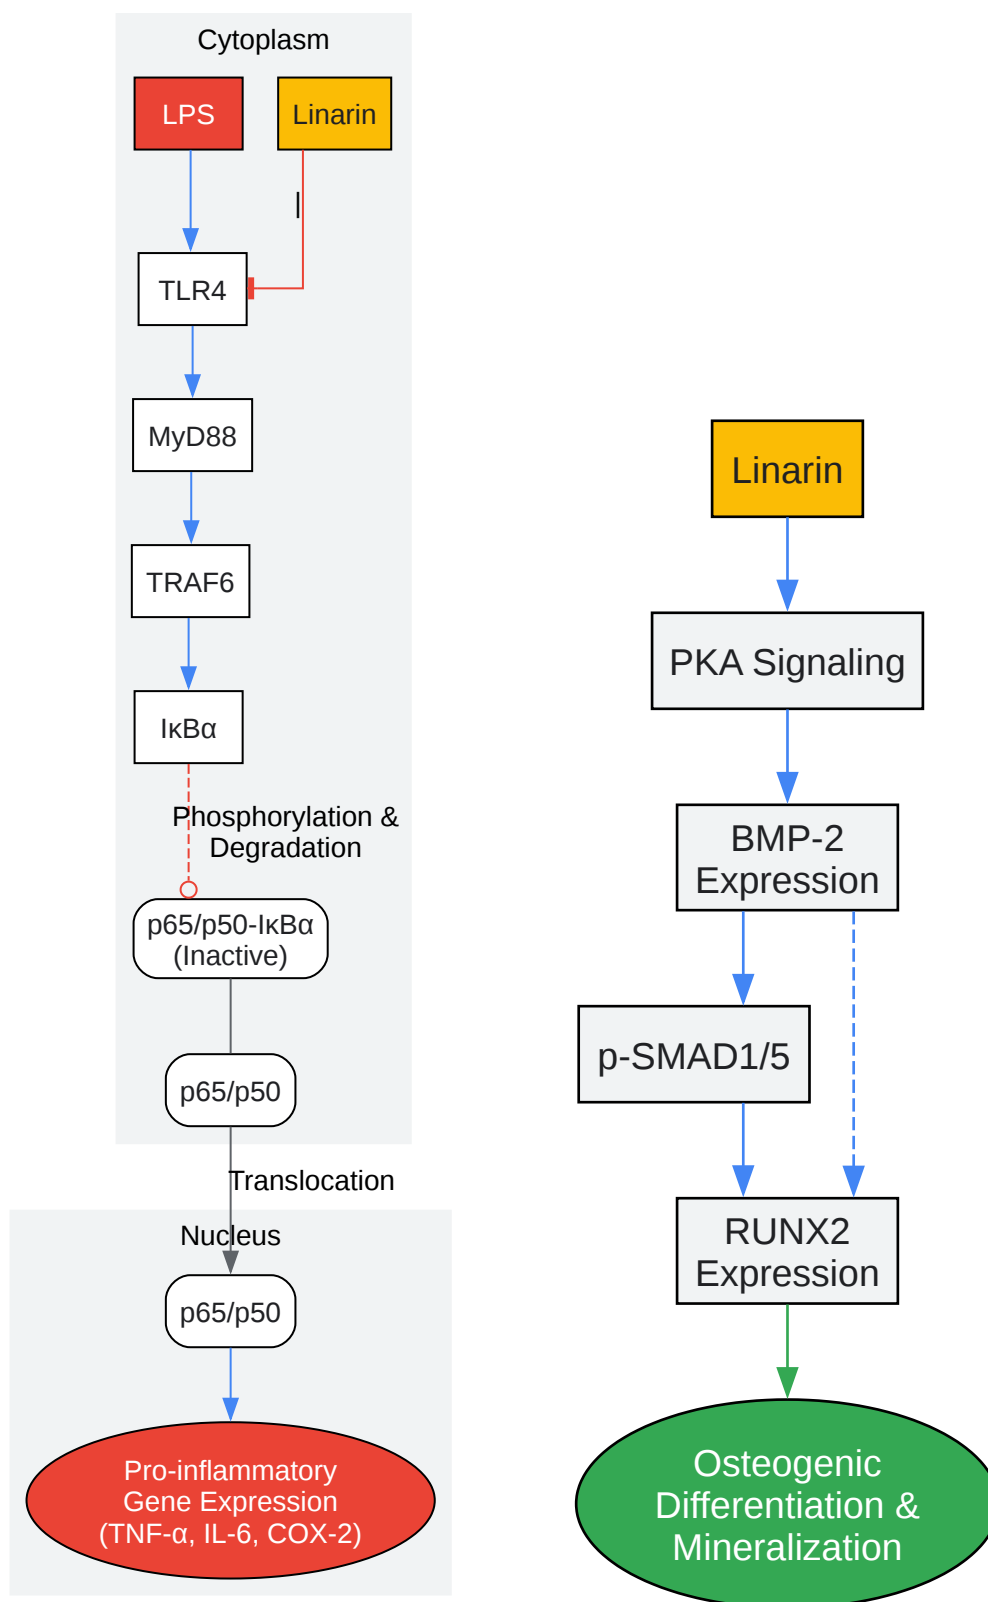 Cytoplasm
LPS
Linarin
|
TLR4
MyD88
TRAF6
IκBα
Phosphorylation &
Degradation
p65/p50-IκBα
(Inactive)
p65/p50
Translocation
Nucleus
p65/p50
Pro-inflammatory
Gene Expression
(TNF-α, IL-6, COX-2)
Linarin
PKA Signaling
BMP-2
Expression
p-SMAD1/5
RUNX2
Expression
Osteogenic
Differentiation &
Mineralization